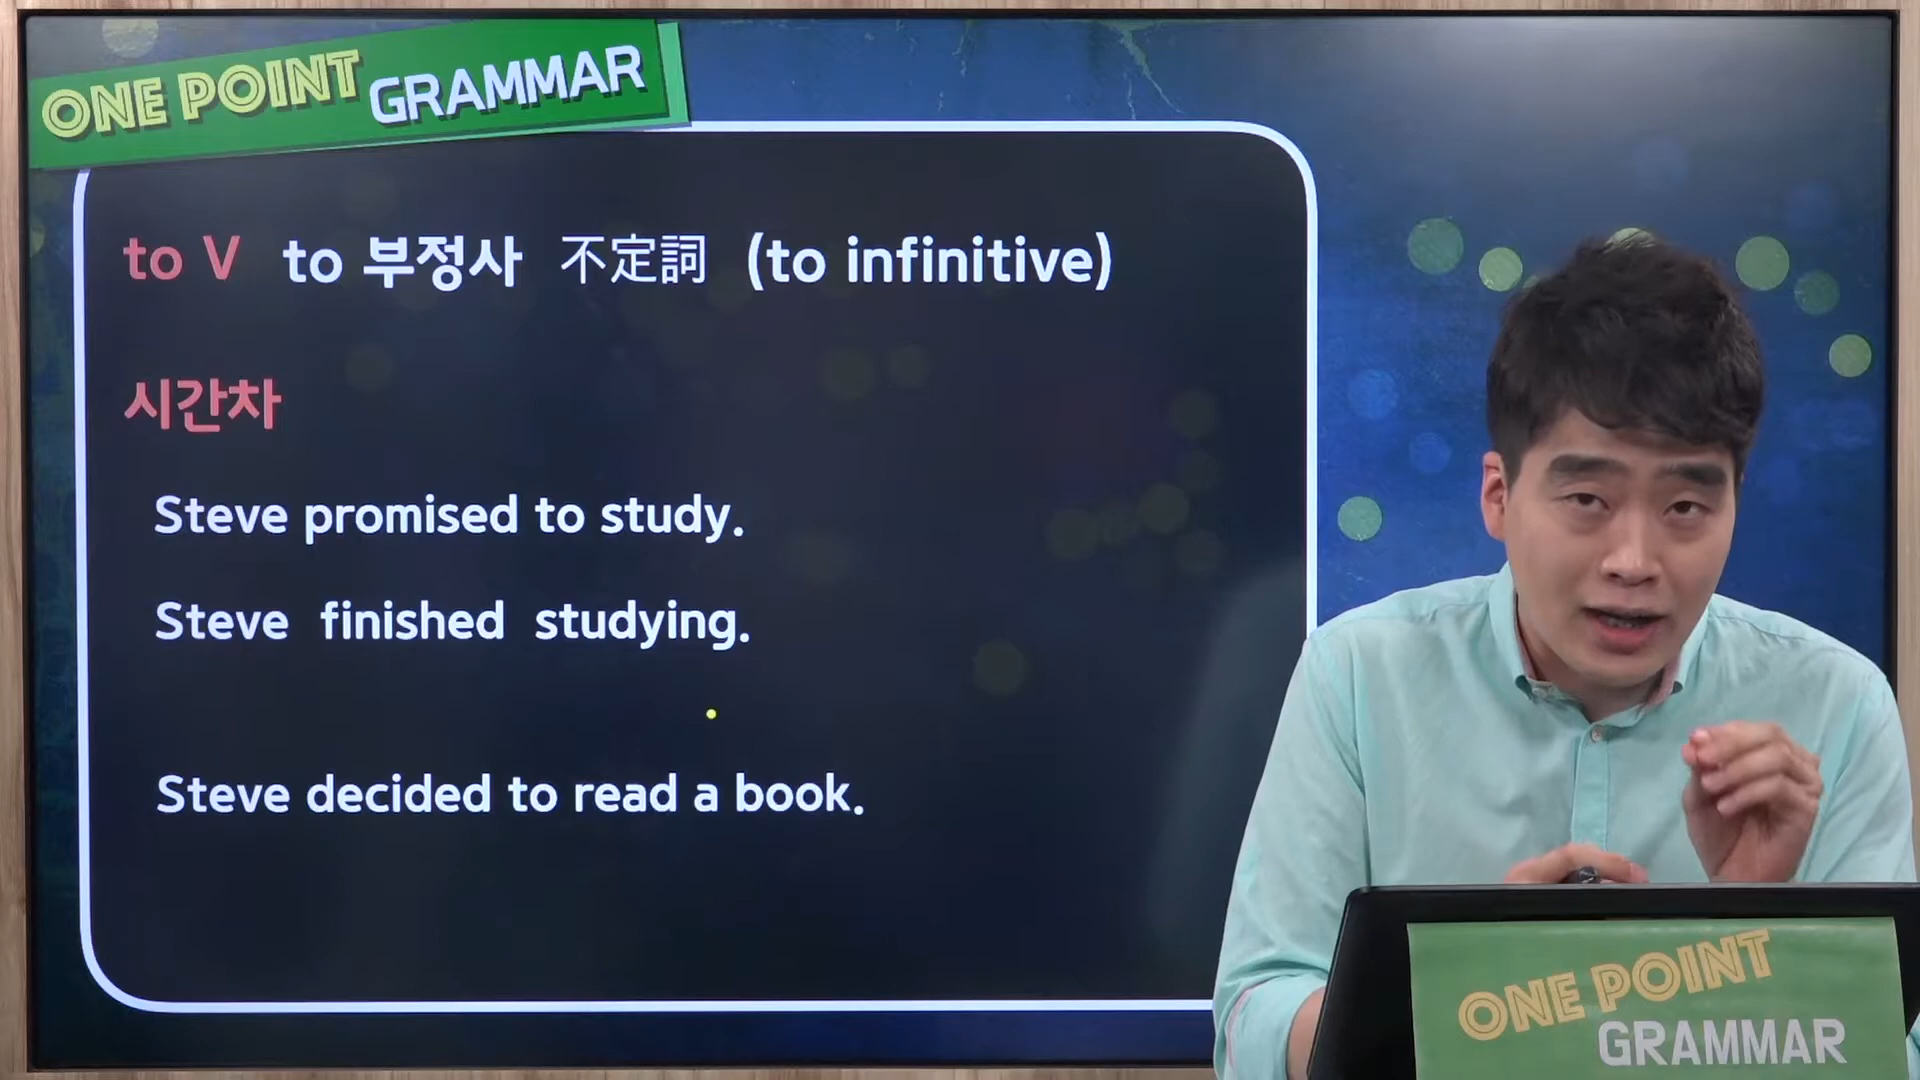 ONE POINT GRAMMAR
to V to 부정사 不定詞 (to infinitive)
시간차
Steve promised to study.
Steve finished studying.
Steve decided to read a book.
ONE POINT
GRAMMAR